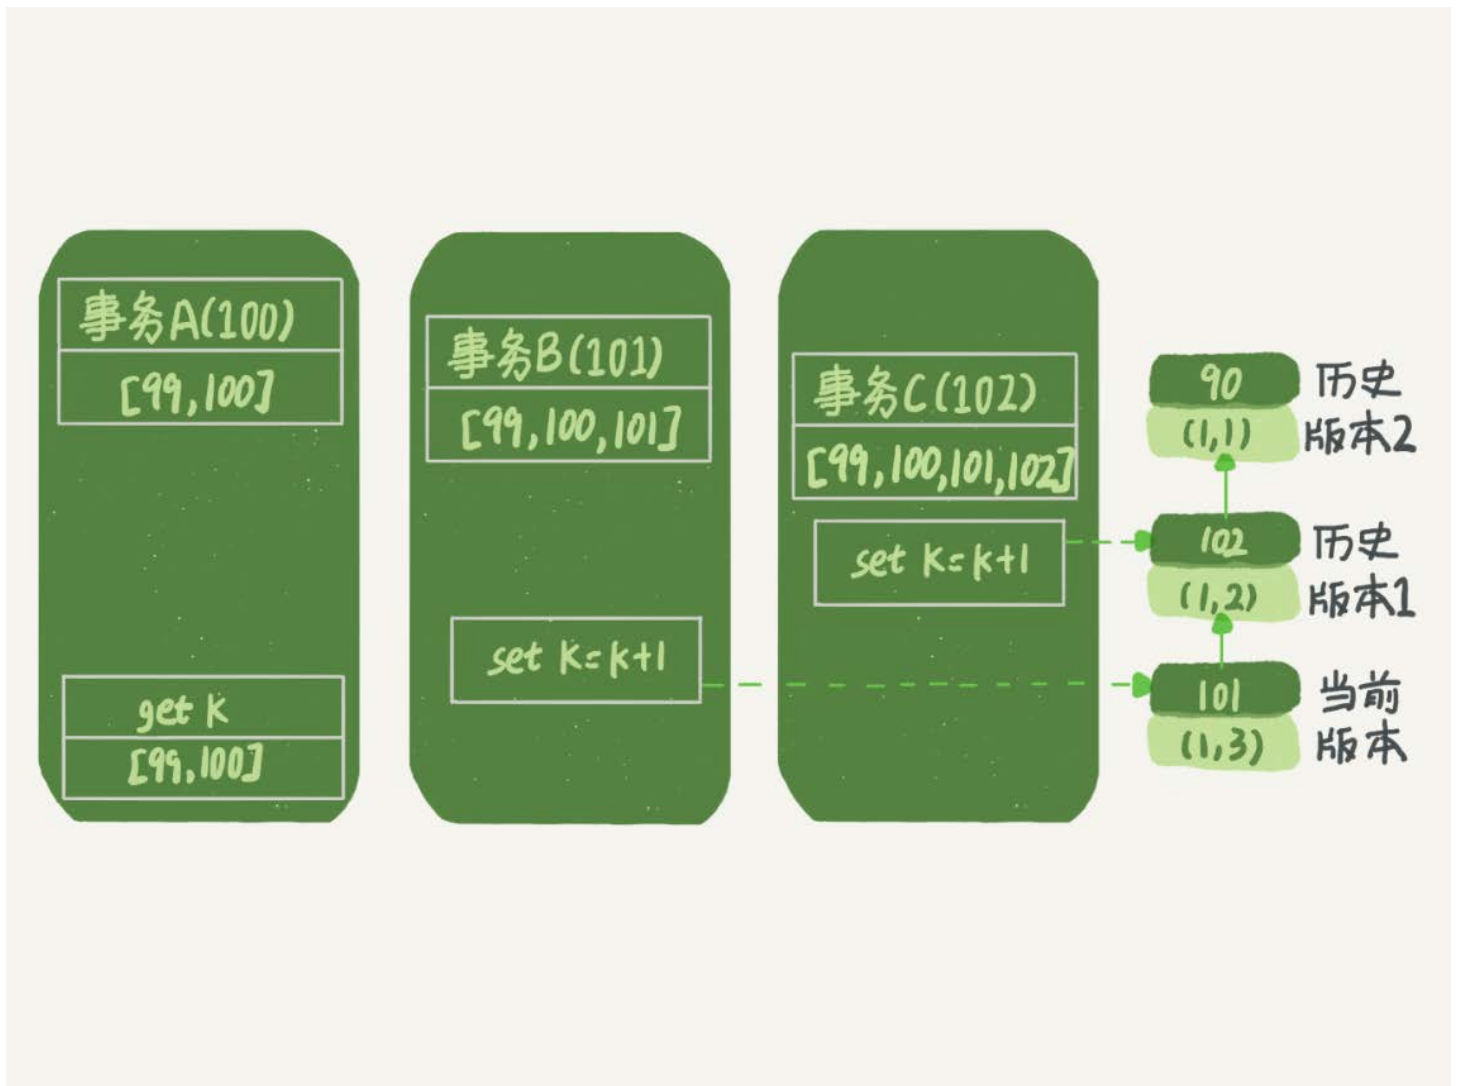 事务A(100)
[99,100]
get k
[99,100]
事务B(101)
[99,100,101]
set k=k+1
事务C(102)
[99,100,101,102]
set k=k+1
90
(1,1)
历史
版本2
102
(1,2)
历史
版本1
101
(1,3)
当前
版本